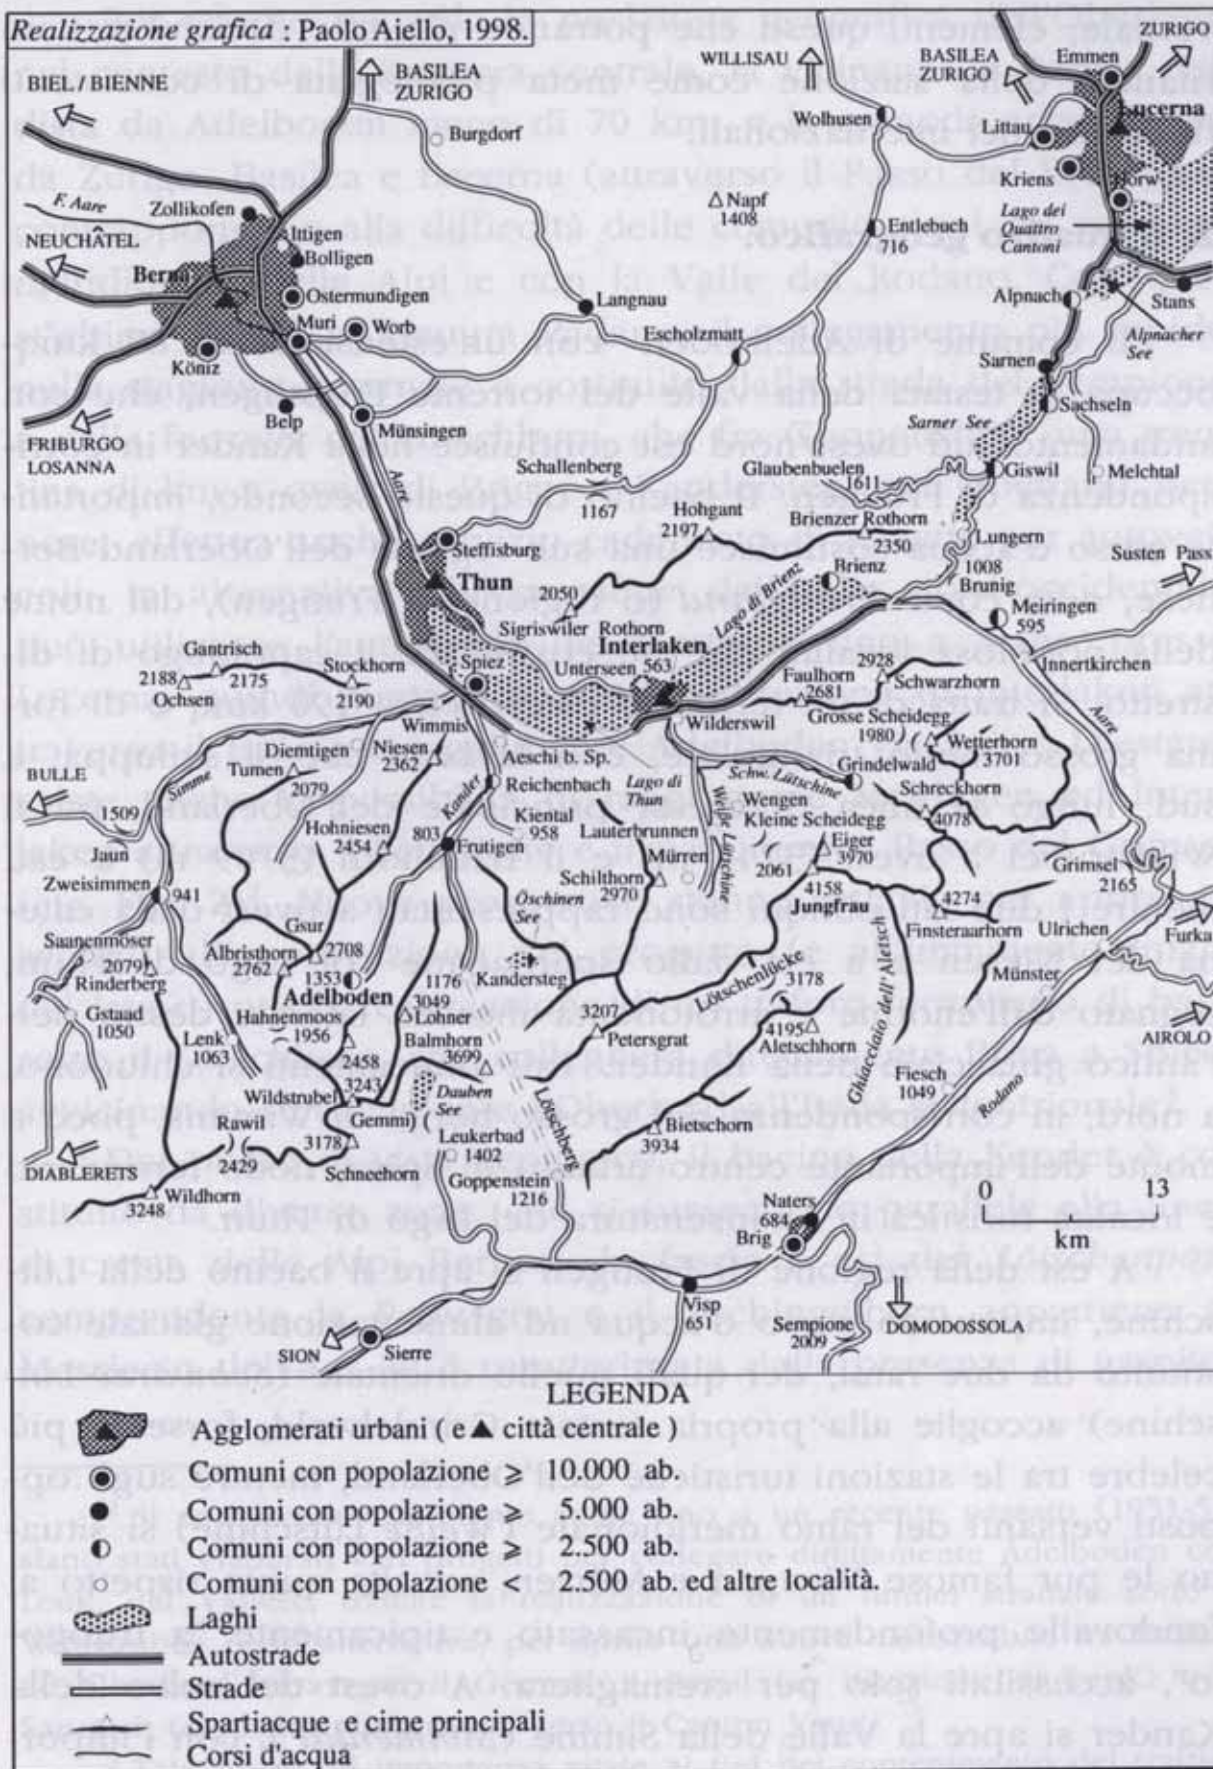 Realizzazione grafica : Paolo Aiello, 1998.
BIEL / BIENNE
BASILEA
ZURIGO
WILLISAU
BASILEA
ZURIGO
ZURIGO
Emmen
Lucerna
Littau
Wolhusen
Burgdorf
Kriens
Horw
F. Aare
Zollikofen
Napf
1408
Entlebuch
716
Lago dei
Quattro
Cantoni
NEUCHÂTEL
Ittigen
Bolligen
Berna
Ostermundigen
Langnau
Alpnach
Stans
Muri
Worb
Escholzmatt
Alpnacher
See
Köniz
Sarnen
Belp
Münsingen
Sachseln
FRIBURGO
LOSANNA
Sarner See
Schallenberg
1167
Glaubenbuelen
1611
Giswil
Melchtal
Aare
Hohgant
2197
Brienzer Rothorn
2350
Lungern
Steffisburg
Susten Pass
Thun
2050
Sigriswiler Rothorn
Lago di Brienz
Brienz
1008
Brunig
Meiringen
595
Interlaken
Unterseen
563
Innertkirchen
Gantrisch
2175
2188
Ochsen
Stockhorn
2190
Spiez
Faulhorn
2681
2928
Schwarzhorn
Wimmis
Wilderswil
Grosse Scheidegg
1980
Aare
Diemtigen
Niesen
2362
Aeschi b. Sp.
Wetterhorn
3701
BULLE
Simme
Turnen
2079
Reichenbach
Lago di
Thun
Schw. Lütschine
Grindelwald
Kander
Kiental
958
Wengen
Schreckhorn
4078
1509
Jaun
Hohniesen
2454
803
Frutigen
Lauterbrunnen
Weiße Lütschine
Kleine Scheidegg
2061
Eiger
3970
Mürren
Schilthorn
2970
Grimsel
2165
Zweisimmen
941
Öschinen
See
4158
Jungfrau
4274
Finsteraarhorn
Ulrichen
Furka
Gsur
2708
Saanenmöser
2079
Rinderberg
Albristhorn
2762
1353
Adelboden
1176
Kandersteg
Lötschenlücke
3178
Münster
Gstaad
1050
Hahnenmoos
1956
3049
Lohner
3207
Petersgrat
4195
Aletschhorn
Ghiacciaio dell'Aletsch
AIROLO
Lenk
1063
2458
Balmhorn
3699
3243
Wildstrubel
Dauben
See
Fiesch
1049
Rodano
Gemmi
Lötschberg
Bietschorn
3934
Rawil
2429
3178
Leukerbad
1402
DIABLERETS
Schneehorn
Goppenstein
1216
Wildhorn
3248
Naters
684
Brig
0 13
km
Visp
651
Sempione
2009
DOMODOSSOLA
SION
Sierre
LEGENDA
Agglomerati urbani ( e ▲ città centrale )
Comuni con popolazione ⩾ 10.000 ab.
Comuni con popolazione ⩾ 5.000 ab.
Comuni con popolazione ⩾ 2.500 ab.
Comuni con popolazione < 2.500 ab. ed altre località.
Laghi
Autostrade
Strade
Spartiacque e cime principali
Corsi d'acqua